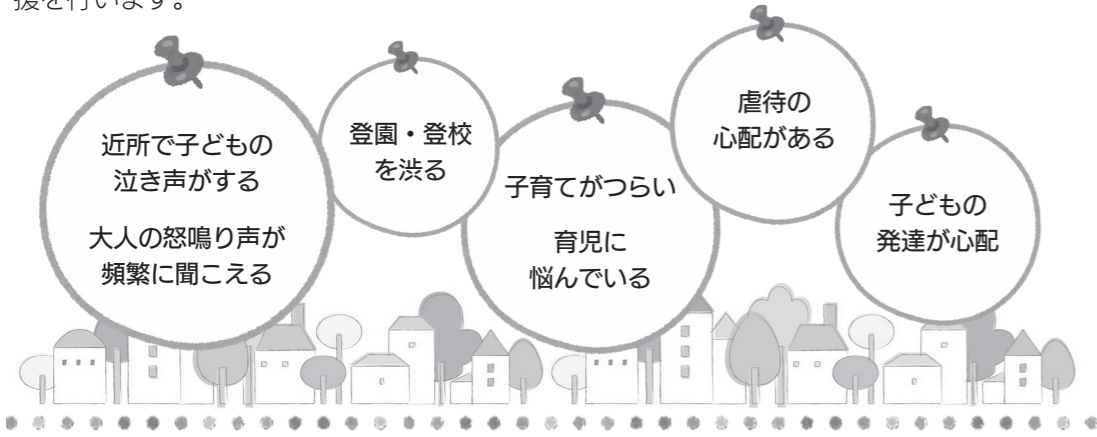 援を行います。
近所で子どもの
泣き声がする
大人の怒鳴り声が
頻繁に聞こえる
登園・登校
を渋る
子育てがつらい
育児に
悩んでいる
虐待の
心配がある
子どもの
発達が心配